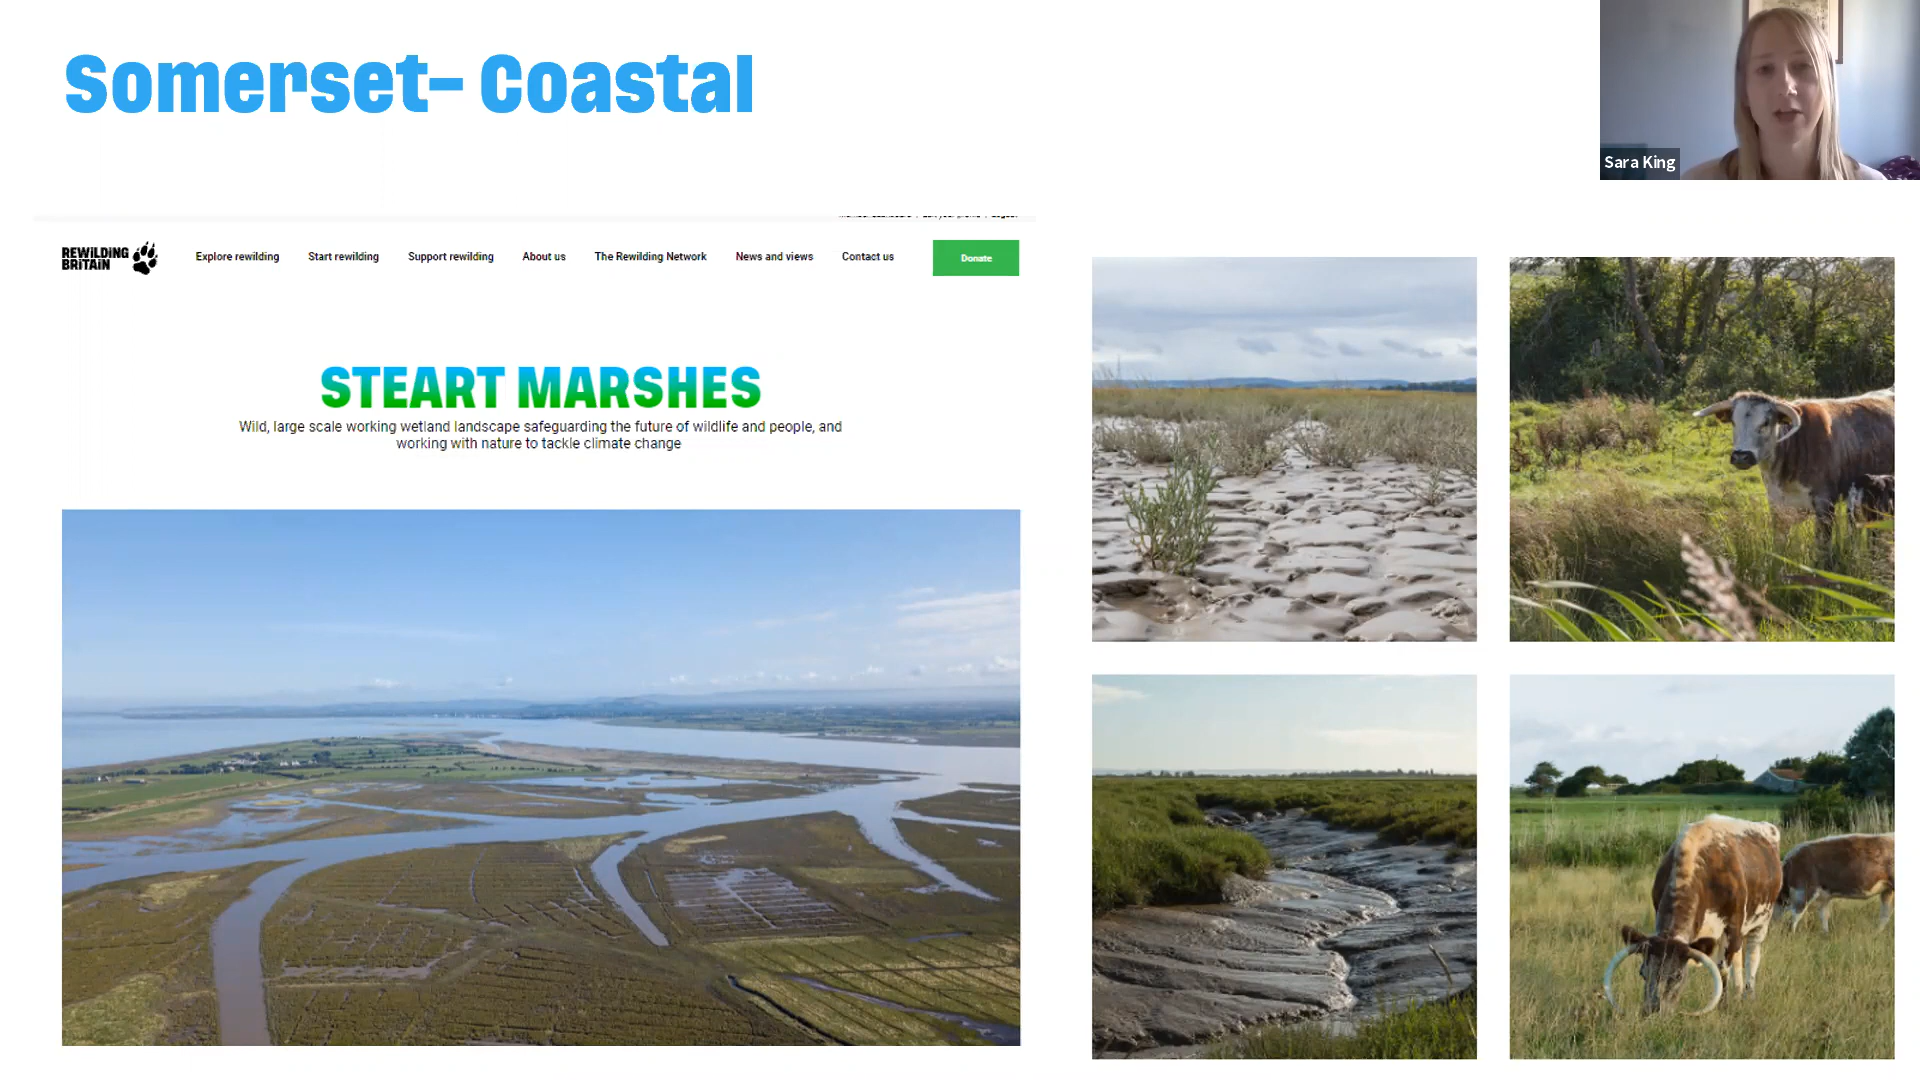 Somerset- Coastal
Sara King
REWILDING
BRITAIN
Explore rewilding
Start rewilding
Support rewilding
About us
The Rewilding Network
News and views
Contact us
Donate
STEART MARSHES
Wild, large scale working wetland landscape safeguarding the future of wildlife and people, and
working with nature to tackle climate change